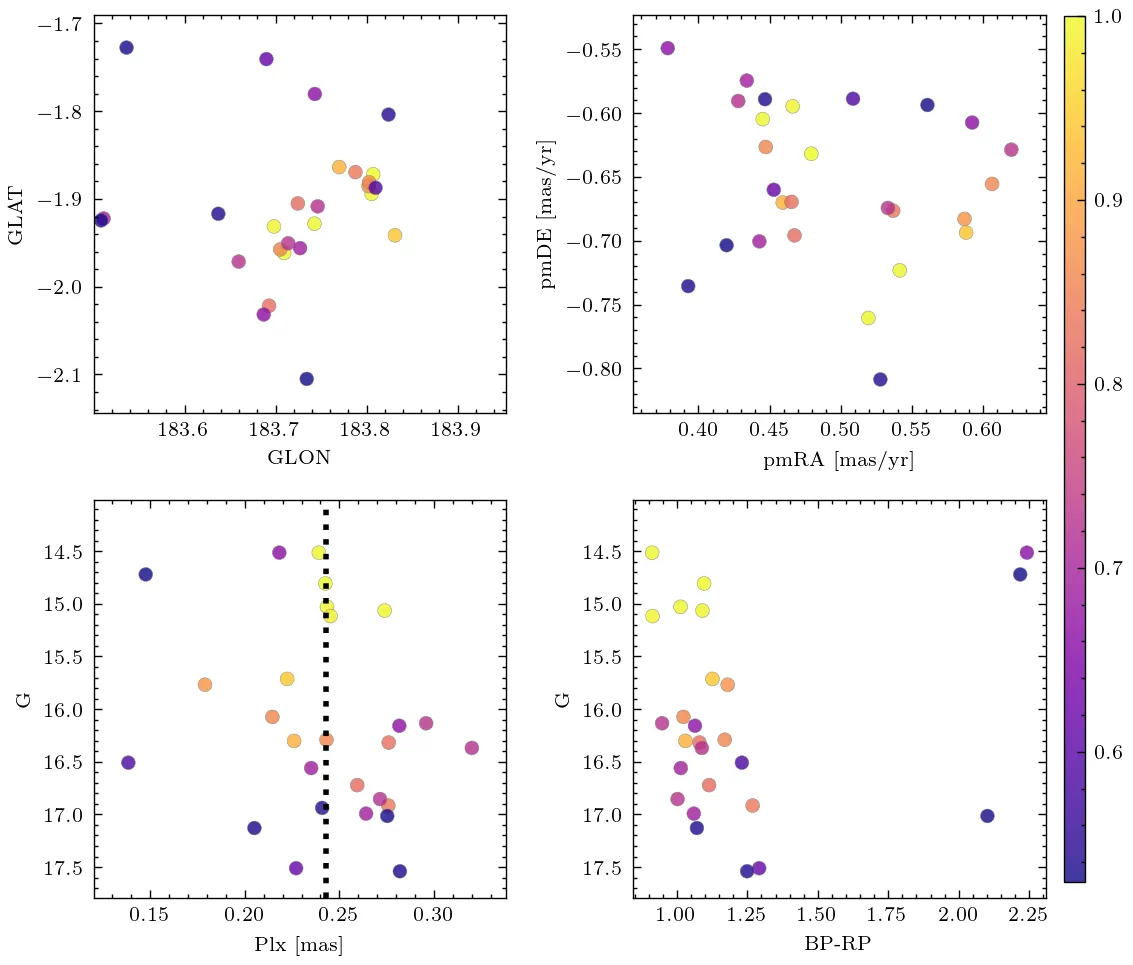 −1.7
−1.8
−1.9
−2.0
−2.1
GLAT
183.6 183.7 183.8 183.9
GLON
−0.55
−0.60
−0.65
−0.70
−0.75
−0.80
pmDE [mas/yr]
0.40 0.45 0.50 0.55 0.60
pmRA [mas/yr]
1.0
0.9
0.8
0.7
0.6
14.5
15.0
15.5
16.0
16.5
17.0
17.5
G
0.15 0.20 0.25 0.30
Plx [mas]
14.5
15.0
15.5
16.0
16.5
17.0
17.5
G
1.00 1.25 1.50 1.75 2.00 2.25
BP-RP